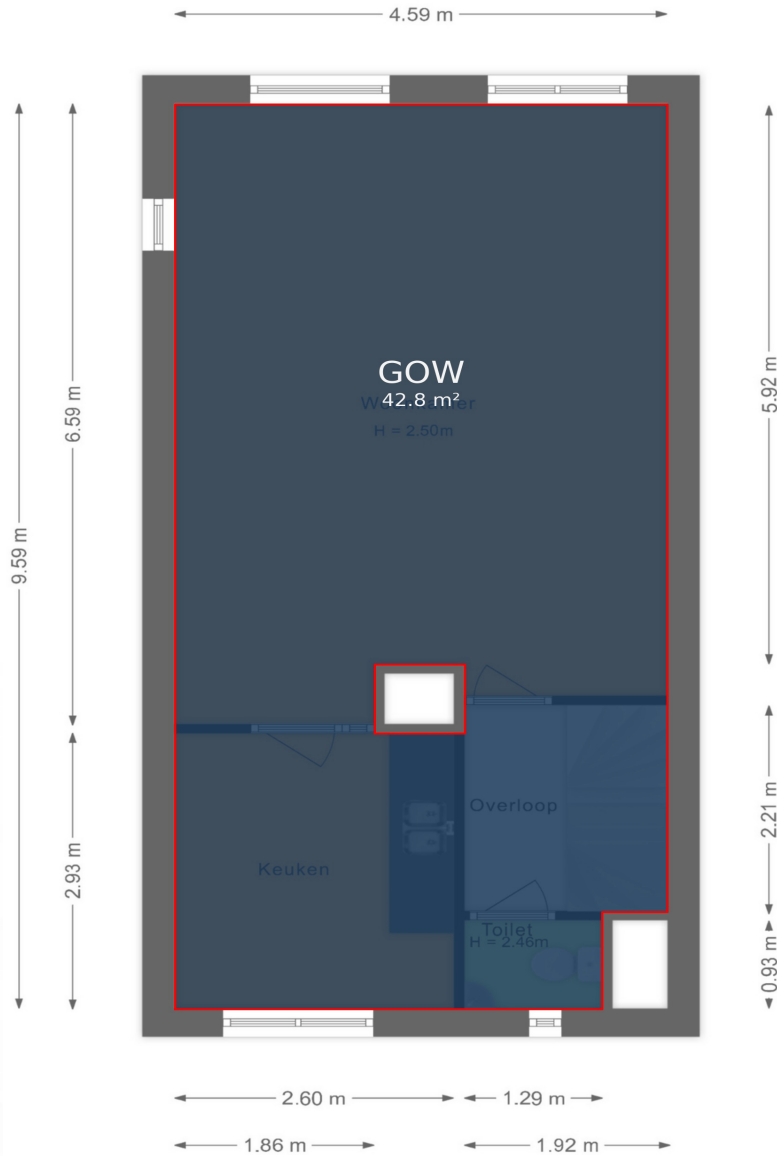 4.59 m
GOW
42.8 m²
Woonkamer
H = 2.50m
5.92 m
6.59 m
9.59 m
Overloop
2.21 m
Keuken
2.93 m
Toilet
H = 2.46m
0.93 m
2.60 m
1.29 m
1.86 m
1.92 m